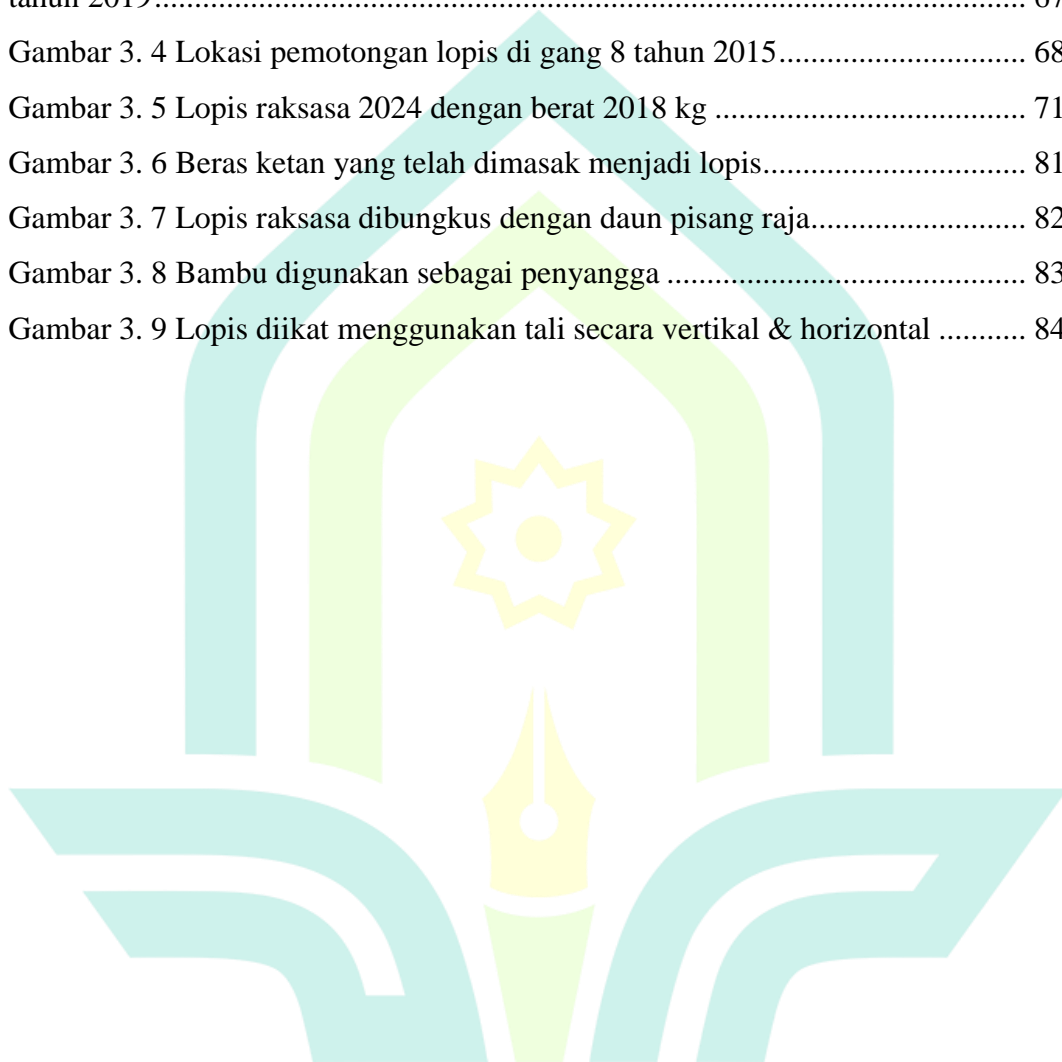 tahun 2019.......................................................................................................... 67
Gambar 3. 4 Lokasi pemotongan lopis di gang 8 tahun 2015.............................. 68
Gambar 3. 5 Lopis raksasa 2024 dengan berat 2018 kg ...................................... 71
Gambar 3. 6 Beras ketan yang telah dimasak menjadi lopis................................ 81
Gambar 3. 7 Lopis raksasa dibungkus dengan daun pisang raja.......................... 82
Gambar 3. 8 Bambu digunakan sebagai penyangga ............................................ 83
Gambar 3. 9 Lopis diikat menggunakan tali secara vertikal & horizontal .......... 84